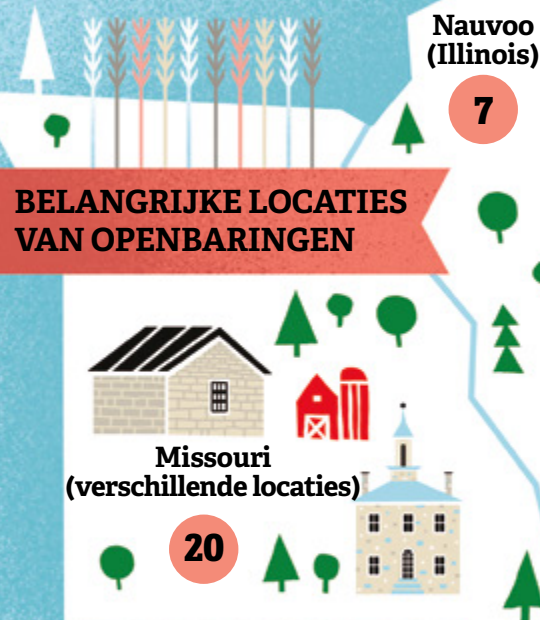 Nauvoo
(Illinois)
7
BELANGRIJKE LOCATIES
VAN OPENBARINGEN
Missouri
(verschillende locaties)
20